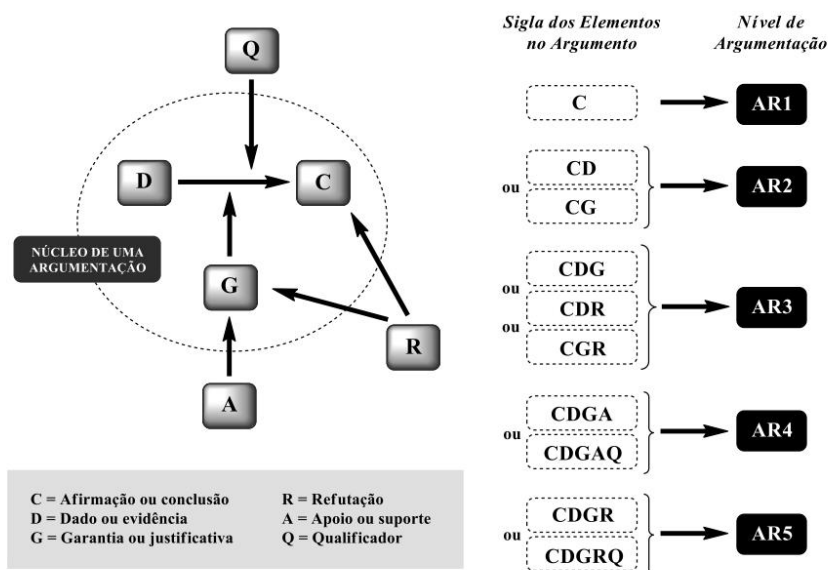 Q
D
C
NÚCLEO DE UMA
ARGUMENTAÇÃO
G
R
A
C = Afirmação ou conclusão
D = Dado ou evidência
G = Garantia ou justificativa
R = Refutação
A = Apoio ou suporte
Q = Qualificador
Sigla dos Elementos
no Argumento
Nível de
Argumentação
C
AR1
CD
ou
CG
AR2
CDG
ou
CDR
ou
CGR
AR3
CDGA
ou
CDGAQ
AR4
CDGR
ou
CDGRQ
AR5